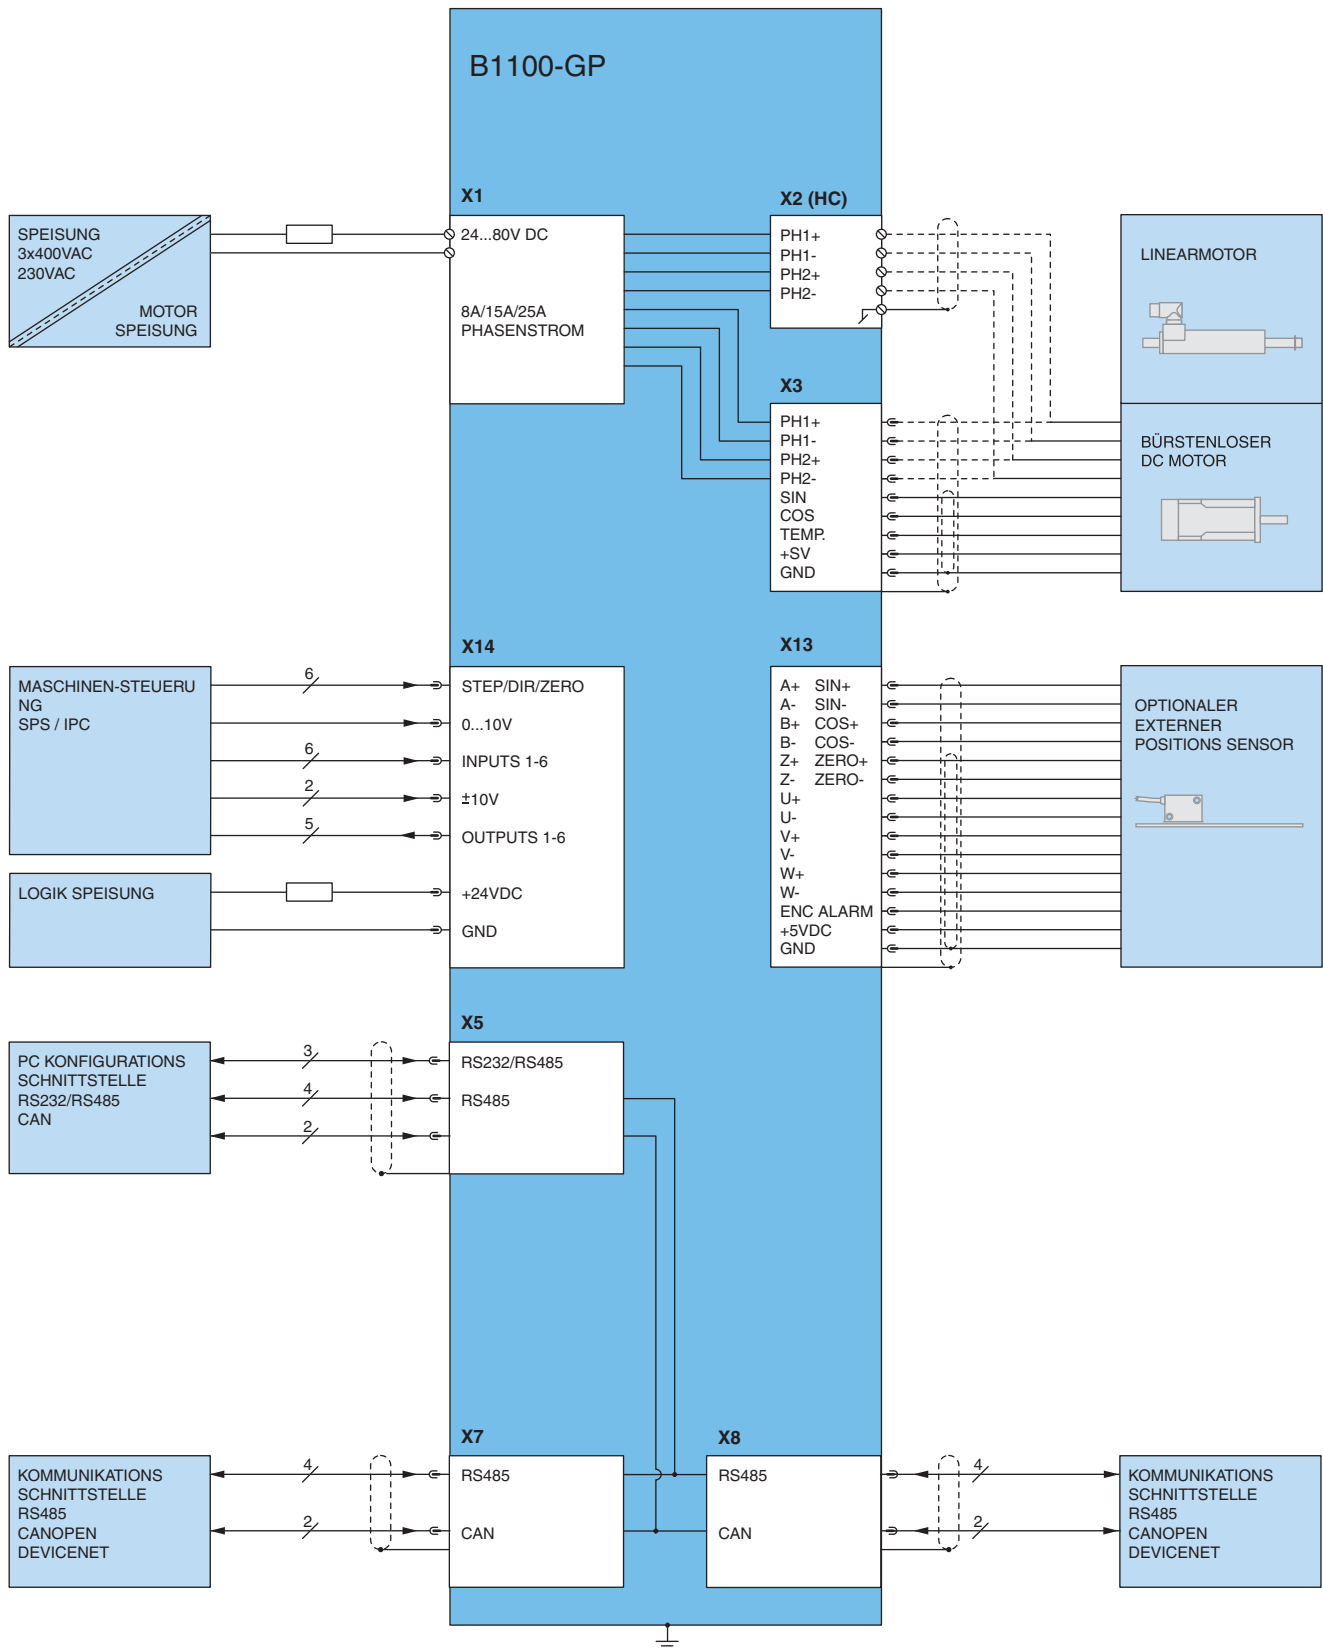 B1100-GP
X1
24...80V DC
8A/15A/25A
PHASENSTROM
SPEISUNG
3x400VAC
230VAC
MOTOR
SPEISUNG
X2 (HC)
PH1+
PH1-
PH2+
PH2-
LINEARMOTOR
X3
PH1+
PH1-
PH2+
PH2-
SIN
COS
TEMP.
+SV
GND
BÜRSTENLOSER
DC MOTOR
MASCHINEN-STEUERU
NG
SPS / IPC
6
6
2
5
X14
STEP/DIR/ZERO
0...10V
INPUTS 1-6
±10V
OUTPUTS 1-6
+24VDC
GND
LOGIK SPEISUNG
X13
A+ SIN+
A- SIN-
B+ COS+
B- COS-
Z+ ZERO+
Z- ZERO-
U+
U-
V+
V-
W+
W-
ENC ALARM
+5VDC
GND
OPTIONALER
EXTERNER
POSITIONS SENSOR
PC KONFIGURATIONS
SCHNITTSTELLE
RS232/RS485
CAN
3
4
2
X5
RS232/RS485
RS485
KOMMUNIKATIONS
SCHNITTSTELLE
RS485
CANOPEN
DEVICENET
4
2
X7
RS485
CAN
X8
RS485
CAN
4
2
KOMMUNIKATIONS
SCHNITTSTELLE
RS485
CANOPEN
DEVICENET